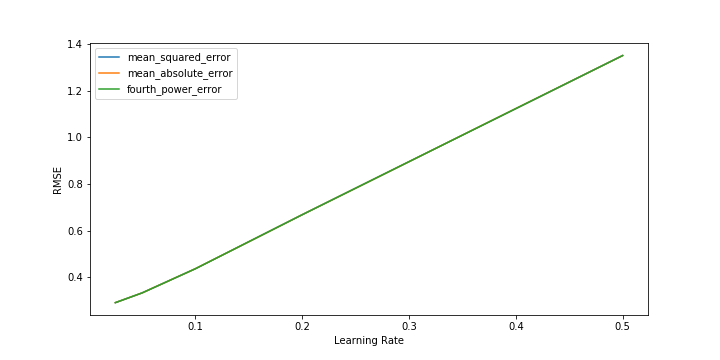 mean_squared_error
mean_absolute_error
fourth_power_error
1.4
1.2
1.0
0.8
0.6
0.4
RMSE
0.1 0.2 0.3 0.4 0.5
Learning Rate